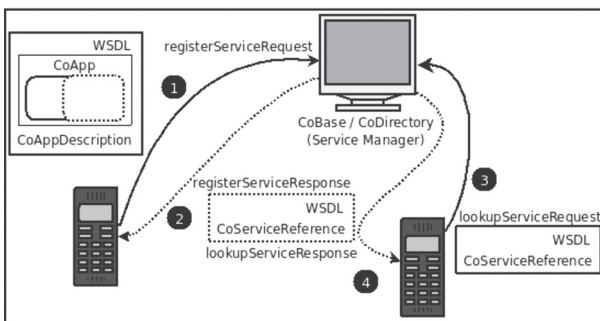 WSDL
CoApp
CoAppDescription
registerServiceRequest
1
CoBase / CoDirectory
(Service Manager)
2
registerServiceResponse
WSDL
CoServiceReference
lookupServiceResponse
3
4
lookupServiceRequest
WSDL
CoServiceReference